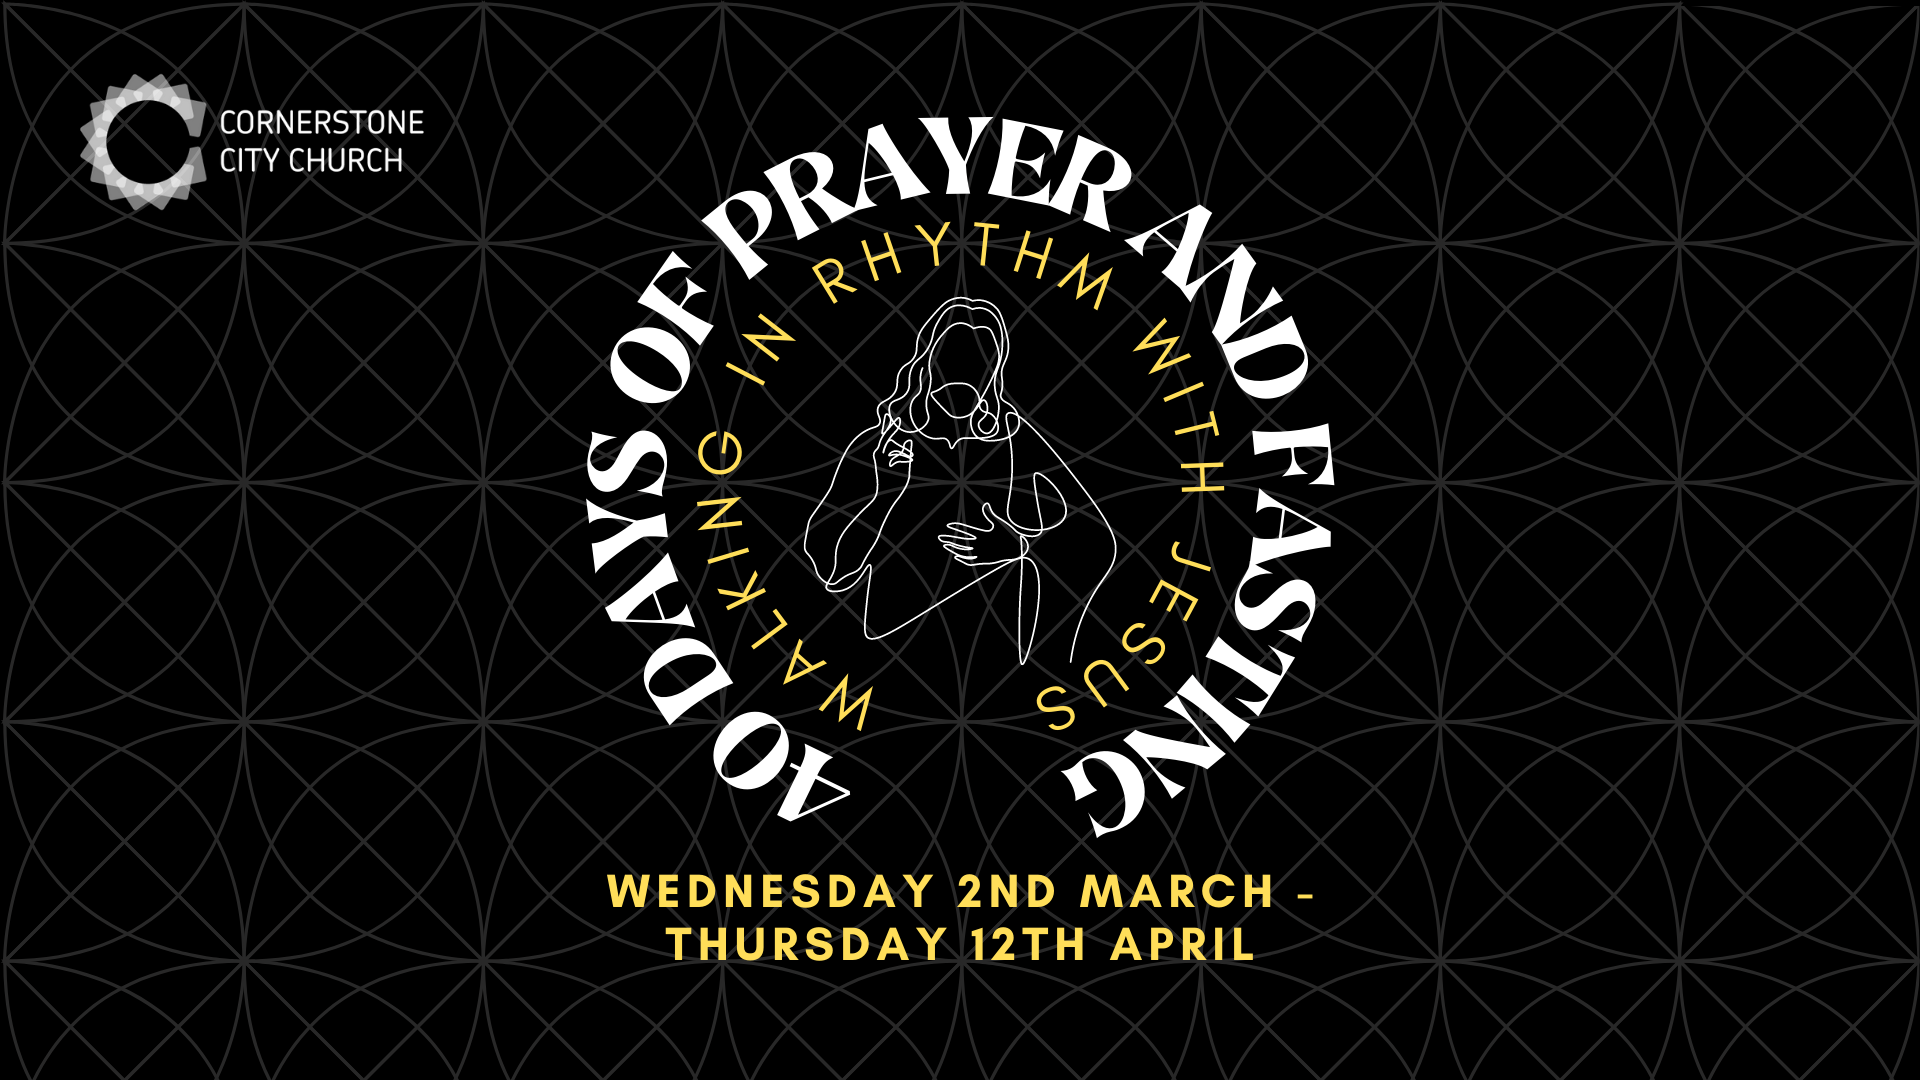 CORNERSTONE
CITY CHURCH
40 DAYS OF PRAYER AND FASTING
WALKING IN RHYTHM WITH JESUS
WEDNESDAY 2ND MARCH -
THURSDAY 12TH APRIL